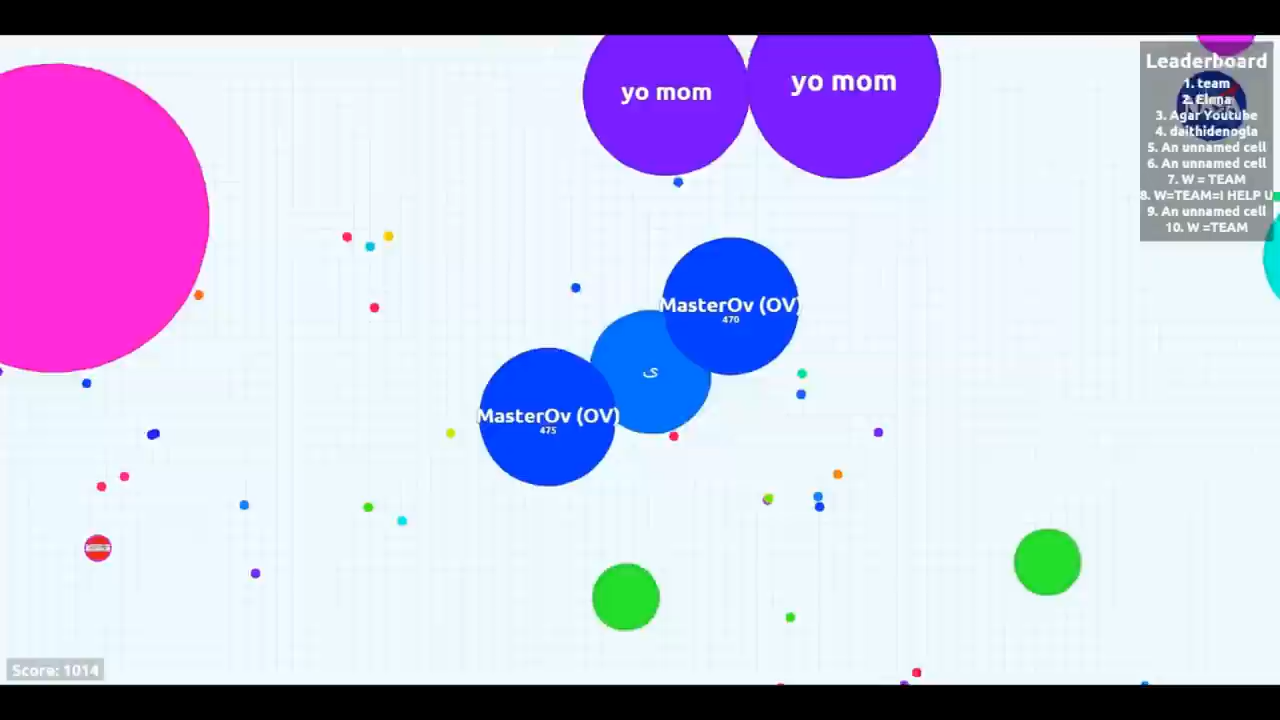 yo mom
yo mom
Leaderboard
1. team
2. Elena
3. Agar Youtube
4. daithidenogla
5. An unnamed cell
6. An unnamed cell
7. W = TEAM
8. W=TEAM=I HELP U
9. An unnamed cell
10. W =TEAM
NASA
MasterOv (OV)
470
ى
MasterOv (OV)
475
Score: 1014